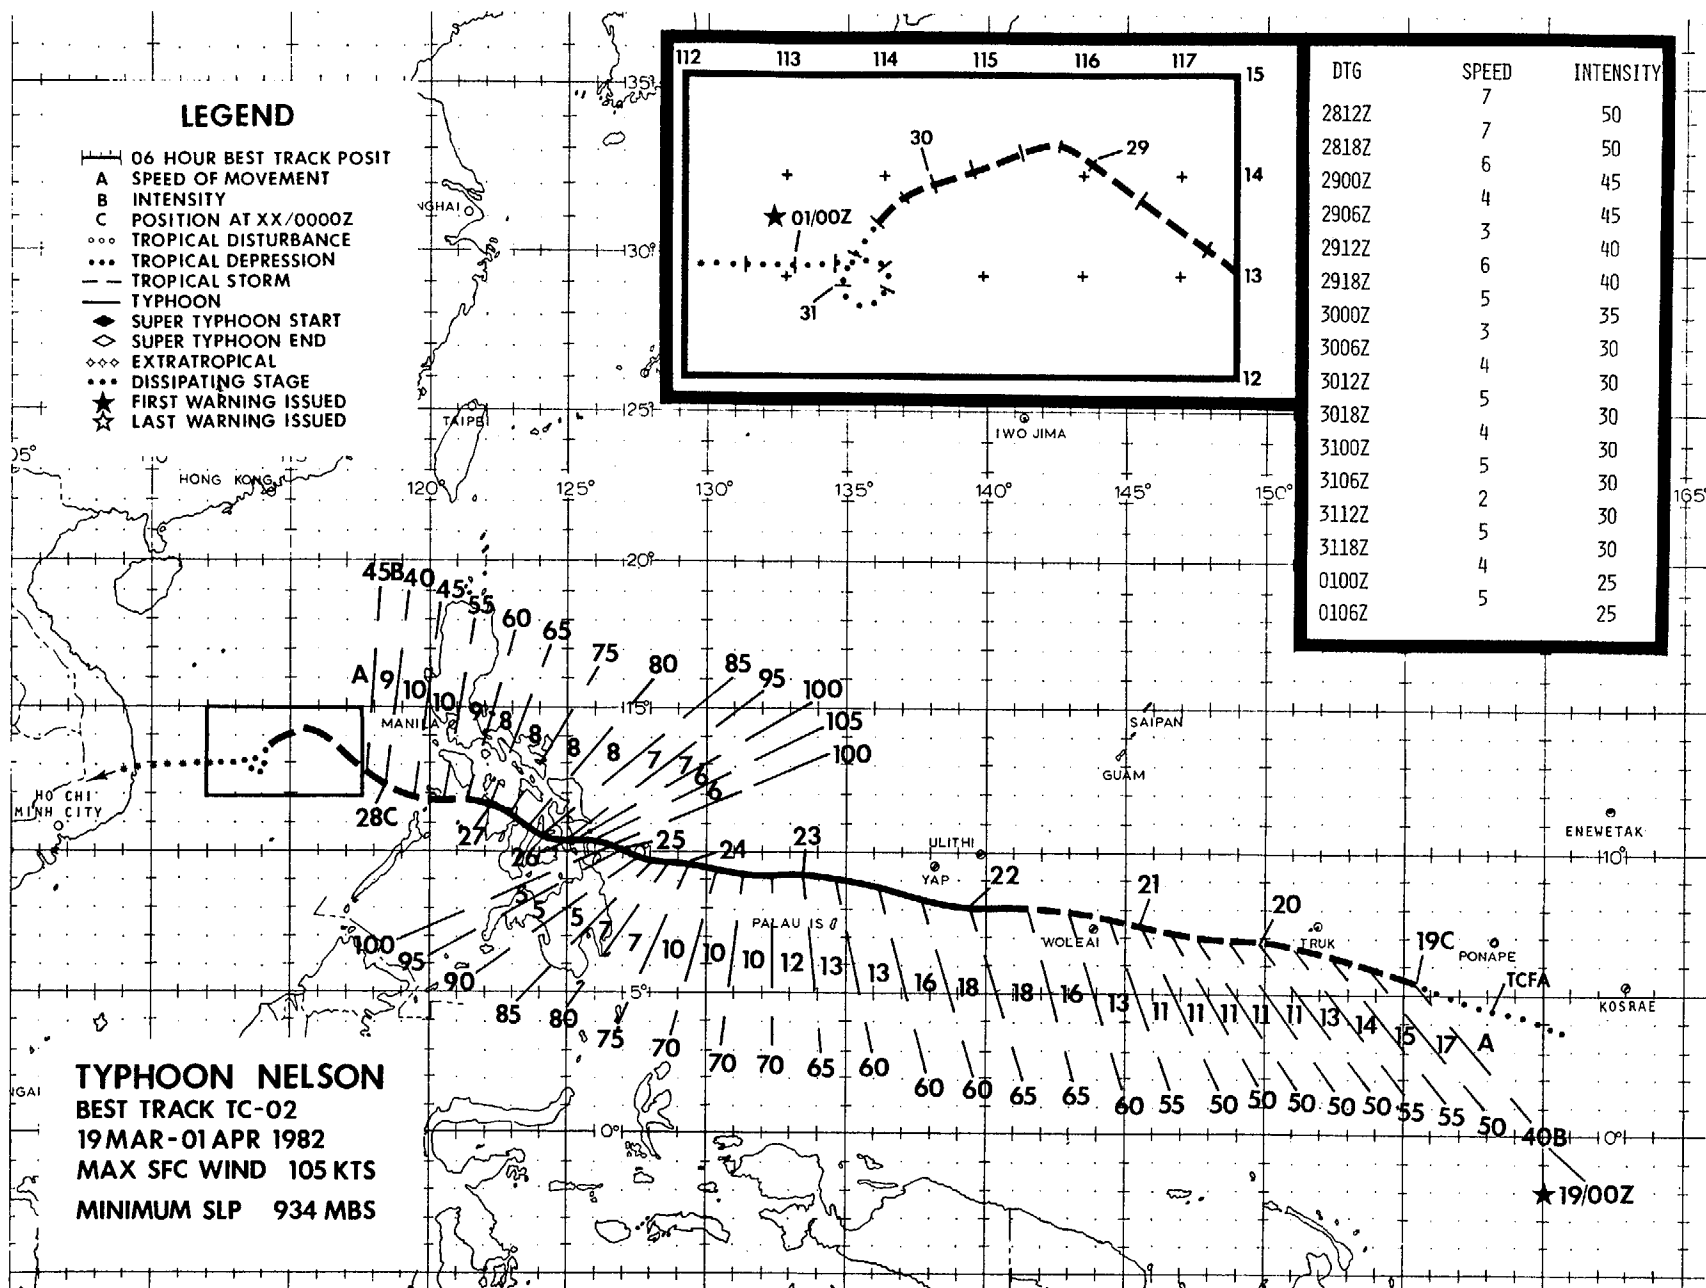 LEGEND
06 HOUR BEST TRACK POSIT
A SPEED OF MOVEMENT
B INTENSITY
C POSITION AT XX/0000Z
TROPICAL DISTURBANCE
TROPICAL DEPRESSION
TROPICAL STORM
TYPHOON
SUPER TYPHOON START
SUPER TYPHOON END
EXTRATROPICAL
DISSIPATING STAGE
FIRST WARNING ISSUED
LAST WARNING ISSUED
112 113 114 115 116 117 15
30 29
14
01/00Z
13
31
12
DTG SPEED INTENSITY
7
2812Z 50
7
2818Z 50
6
2900Z 45
4
2906Z 45
3
2912Z 40
6
2918Z 40
5
3000Z 35
3
3006Z 30
4
3012Z 30
5
3018Z 30
4
3100Z 30
5
3106Z 30
2
3112Z 30
5
3118Z 30
4
0100Z 25
5
0106Z 25
35°
NGHAI
30°
25°
TAIPEI
IWO JIMA
HONG KONG
120° 125° 130° 135° 140° 145° 150° 165°
20°
45B 40 45 55 60 65 75 80 85 95 100 105 100
A 9 10 10 9 8 8 8 8 7 7 6 6
15°
MANILA
SAIPAN
GUAM
HO CHI
MINH CITY
ENEWETAK
10°
ULITHI
YAP
28C 27 26 25 24 23 22 21 20 19C
PALAU IS
WOLEAI
TRUK
PONAPE
TCFA
KOSRAE
5 5 5 7 7 10 10 10 12 13 13 16 18 18 16 13 11 11 11 11 11 13 14 15 17 A
5°
100 95 90 85 80 75 70 70 70 65 60 60 60 65 65 60 55 50 50 50 50 50 55 55 50 40B
0° 0°
19/00Z
NGAI
TYPHOON NELSON
BEST TRACK TC-02
19 MAR-01 APR 1982
MAX SFC WIND 105 KTS
MINIMUM SLP 934 MBS